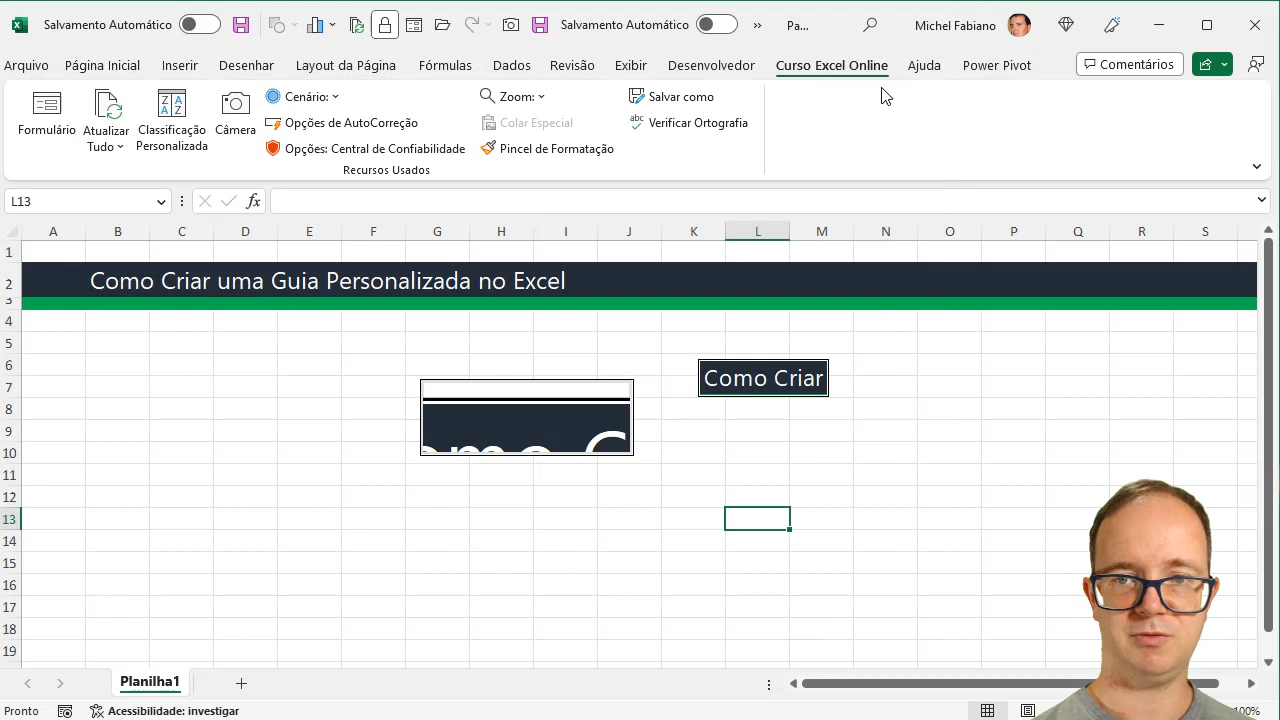 Salvamento Automático
Salvamento Automático
»
Pa...
Michel Fabiano
Arquivo
Página Inicial
Inserir
Desenhar
Layout da Página
Fórmulas
Dados
Revisão
Exibir
Desenvolvedor
Curso Excel Online
Ajuda
Power Pivot
Comentários
Formulário
Atualizar
Tudo
Classificação
Personalizada
Câmera
Cenário:
Opções de AutoCorreção
Opções: Central de Confiabilidade
Zoom:
Colar Especial
Pincel de Formatação
Salvar como
abc
Verificar Ortografia
Recursos Usados
L13
fx
A B C D E F G H I J K L M N O P Q R S
1
2
Como Criar uma Guia Personalizada no Excel
3
4
5
6
Como Criar
7
8
9
10
11
12
13
14
15
16
17
18
19
Planilha1
Pronto
Acessibilidade: investigar
100%